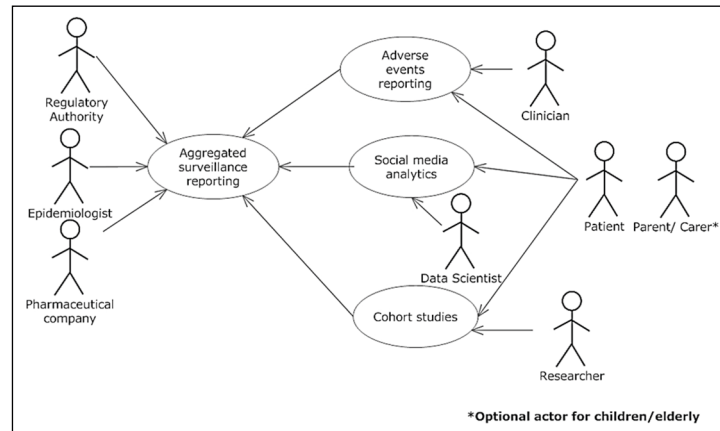 Regulatory
Authority
Epidemiologist
Pharmaceutical
company
Aggregated
surveillance
reporting
Adverse
events
reporting
Social media
analytics
Cohort studies
Clinician
Data Scientist
Patient
Parent/ Carer*
Researcher
*Optional actor for children/elderly